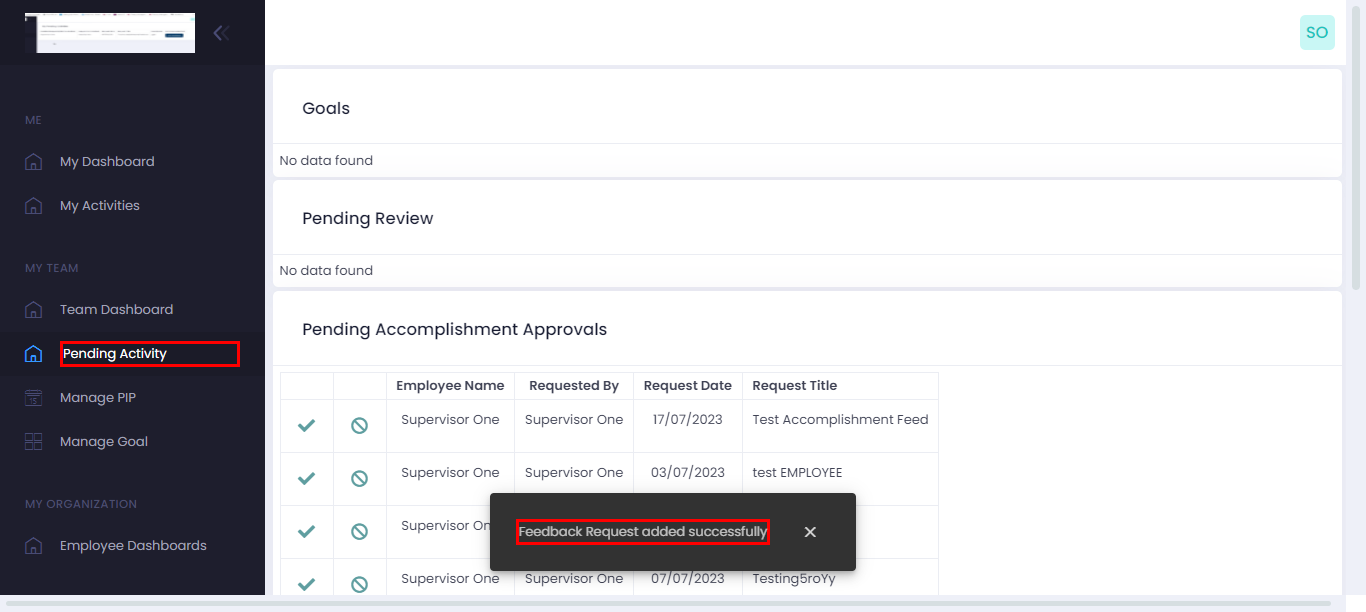 SO
ME
My Dashboard
My Activities
MY TEAM
Team Dashboard
Pending Activity
Manage PIP
Manage Goal
MY ORGANIZATION
Employee Dashboards
Goals
No data found
Pending Review
No data found
Pending Accomplishment Approvals
Employee Name Requested By Request Date Request Title
Supervisor One Supervisor One 17/07/2023 Test Accomplishment Feed
Supervisor One Supervisor One 03/07/2023 test EMPLOYEE
Supervisor
Supervisor One Supervisor One 07/07/2023 Testing5roYy
Feedback Request added successfully